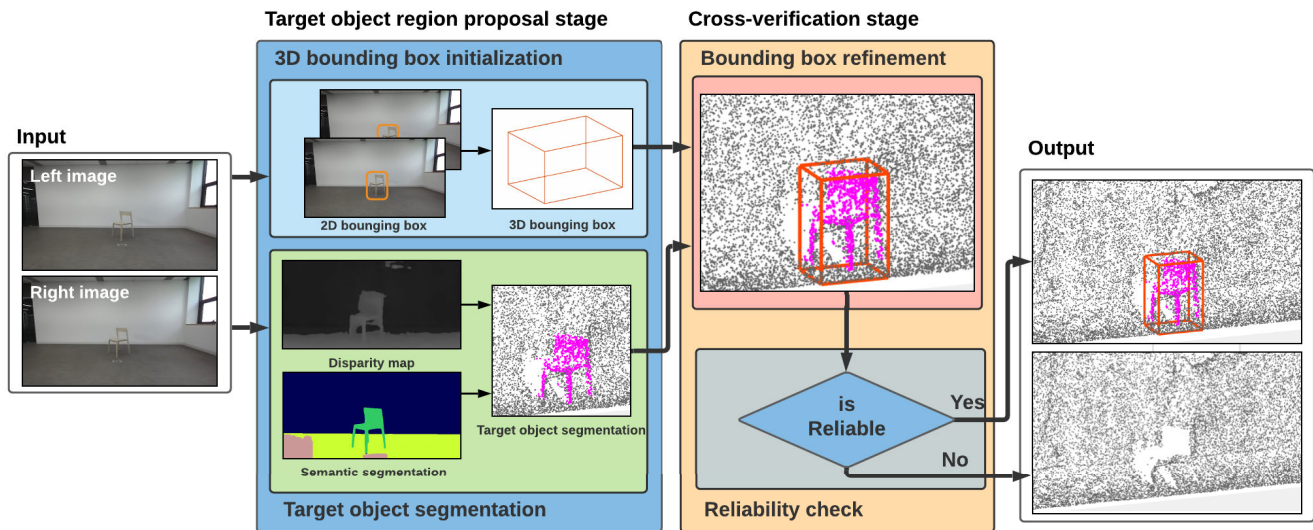 Target object region proposal stage
Cross-verification stage
3D bounding box initialization
Bounding box refinement
Input
Output
Left image
Right image
2D bounging box
3D bounging box
Disparity map
Semantic segmentation
Target object segmentation
Target object segmentation
is
Reliable
Yes
No
Reliability check